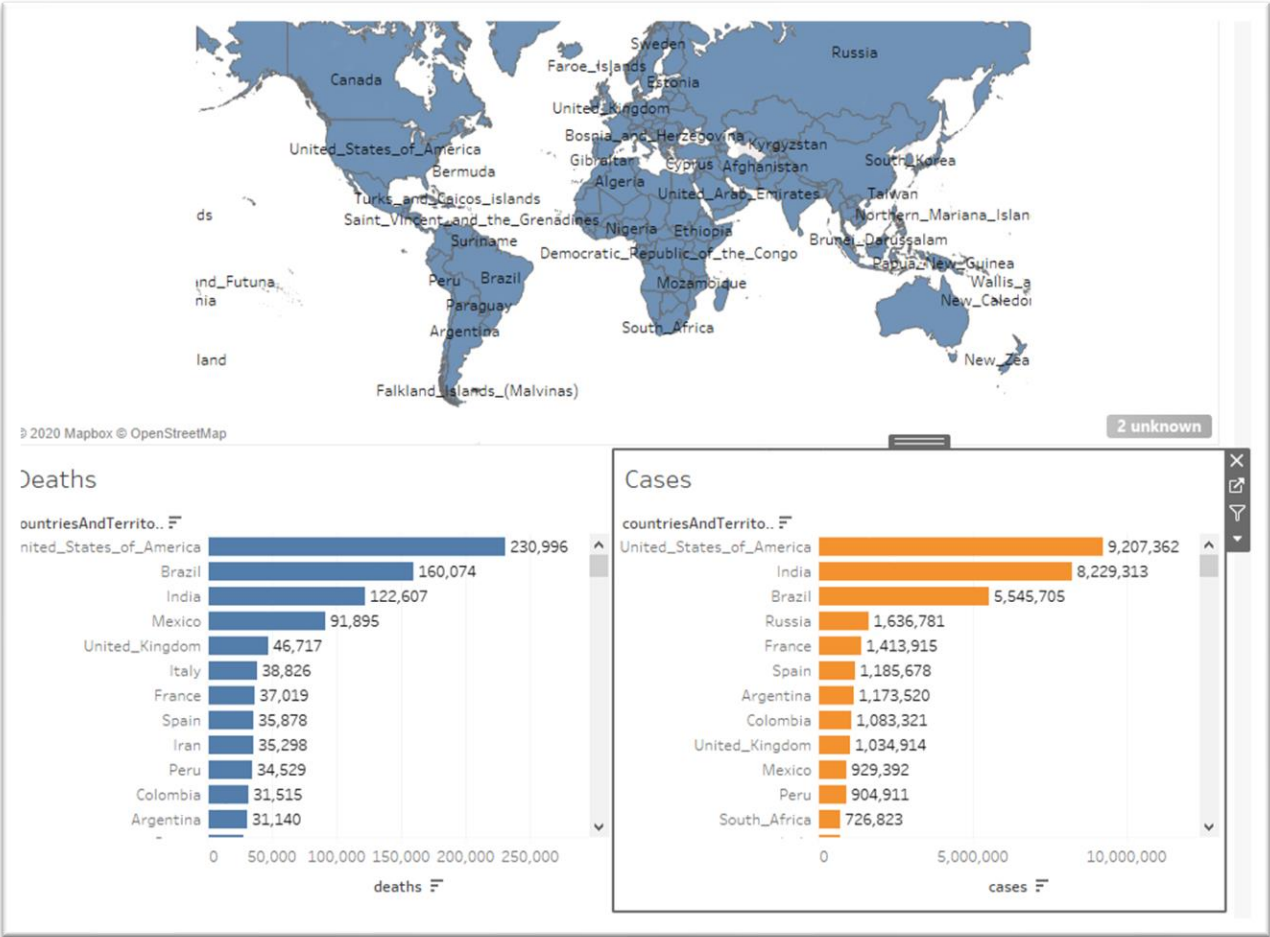 Sweden
Russia
Faroe_Islands
Canada
Estonia
United_Kingdom
Bosnia_and_Herzegovina
Kyrgyzstan
United_States_of_America
Gibraltar
Cyprus
Afghanistan
South_Korea
Bermuda
Algeria
United_Arab_Emirates
Taiwan
Turks_and_Caicos_islands
ds
Saint_Vincent_and_the_Grenadines
Northern_Mariana_Islan
Nigeria
Ethiopia
Suriname
Brunei_Darussalam
Democratic_Republic_of_the_Congo
Papua_New_Guinea
Peru
Brazil
Mozambique
ind_Futuna
Wallis_a
nia
New_Caledoi
Paraguay
South_Africa
Argentina
land
New_Zea
Falkland_Islands_(Malvinas)
© 2020 Mapbox © OpenStreetMap
2 unknown
Deaths
ountriesAndTerrito..
nited_States_of_America 230,996
Brazil 160,074
India 122,607
Mexico 91,895
United_Kingdom 46,717
Italy 38,826
France 37,019
Spain 35,878
Iran 35,298
Peru 34,529
Colombia 31,515
Argentina 31,140
0 50,000 100,000 150,000 200,000 250,000
deaths
Cases
countriesAndTerrito..
United_States_of_America 9,207,362
India 8,229,313
Brazil 5,545,705
Russia 1,636,781
France 1,413,915
Spain 1,185,678
Argentina 1,173,520
Colombia 1,083,321
United_Kingdom 1,034,914
Mexico 929,392
Peru 904,911
South_Africa 726,823
0 5,000,000 10,000,000
cases